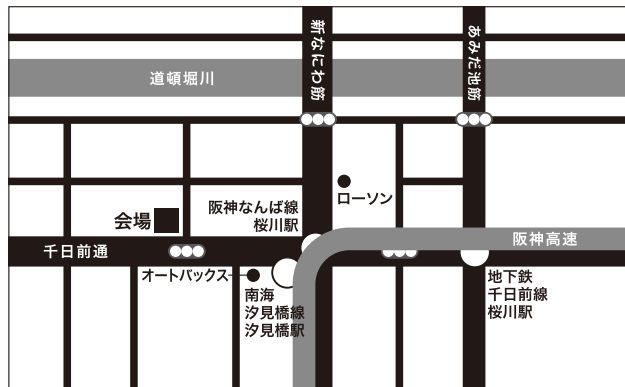 新なにわ筋
あみだ池筋
道頓堀川
ローソン
阪神なんば線
桜川駅
会場
千日前通
阪神高速
オートバックス
南海
汐見橋線
汐見橋駅
地下鉄
千日前線
桜川駅